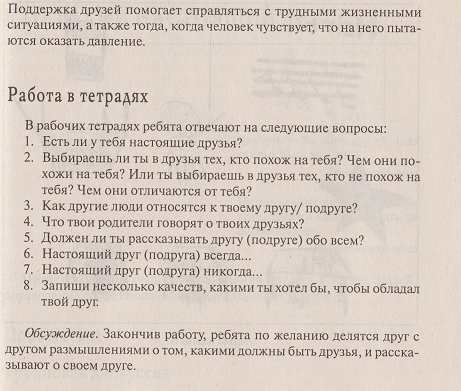 Поддержка друзей помогает справляться с трудными жизненными
ситуациями, а также тогда, когда человек чувствует, что на него пыта-
ются оказать давление.
Работа в тетрадях
В рабочих тетрадях ребята отвечают на следующие вопросы:
1. Есть ли у тебя настоящие друзья?
2. Выбираешь ли ты в друзья тех, кто похож на тебя? Чем они по-
хожи на тебя? Или ты выбираешь в друзья тех, кто не похож на
тебя? Чем они отличаются от тебя?
3. Как другие люди относятся к твоему другу/ подруге?
4. Что твои родители говорят о твоих друзьях?
5. Должен ли ты рассказывать другу (подруге) обо всем?
6. Настоящий друг (подруга) всегда...
7. Настоящий друг (подруга) никогда...
8. Запиши несколько качеств, какими ты хотел бы, чтобы обладал
твой друг.
Обсуждение. Закончив работу, ребята по желанию делятся друг с
другом размышлениями о том, какими должны быть друзья, и расска-
зывают о своем друге.